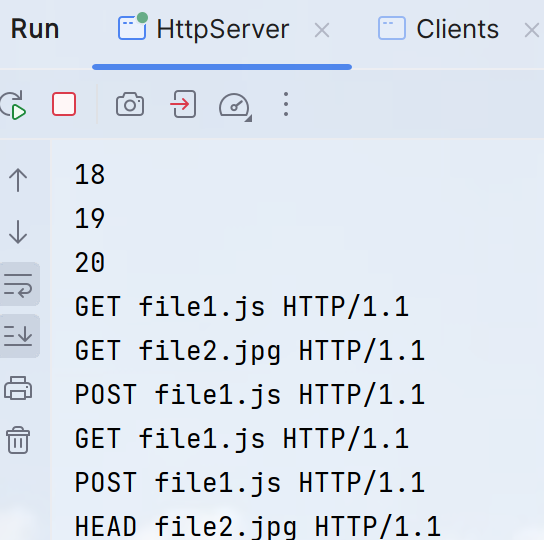 Run HttpServer Clients
18
19
20
GET file1.js HTTP/1.1
GET file2.jpg HTTP/1.1
POST file1.js HTTP/1.1
GET file1.js HTTP/1.1
POST file1.js HTTP/1.1
HEAD file2.jpg HTTP/1.1